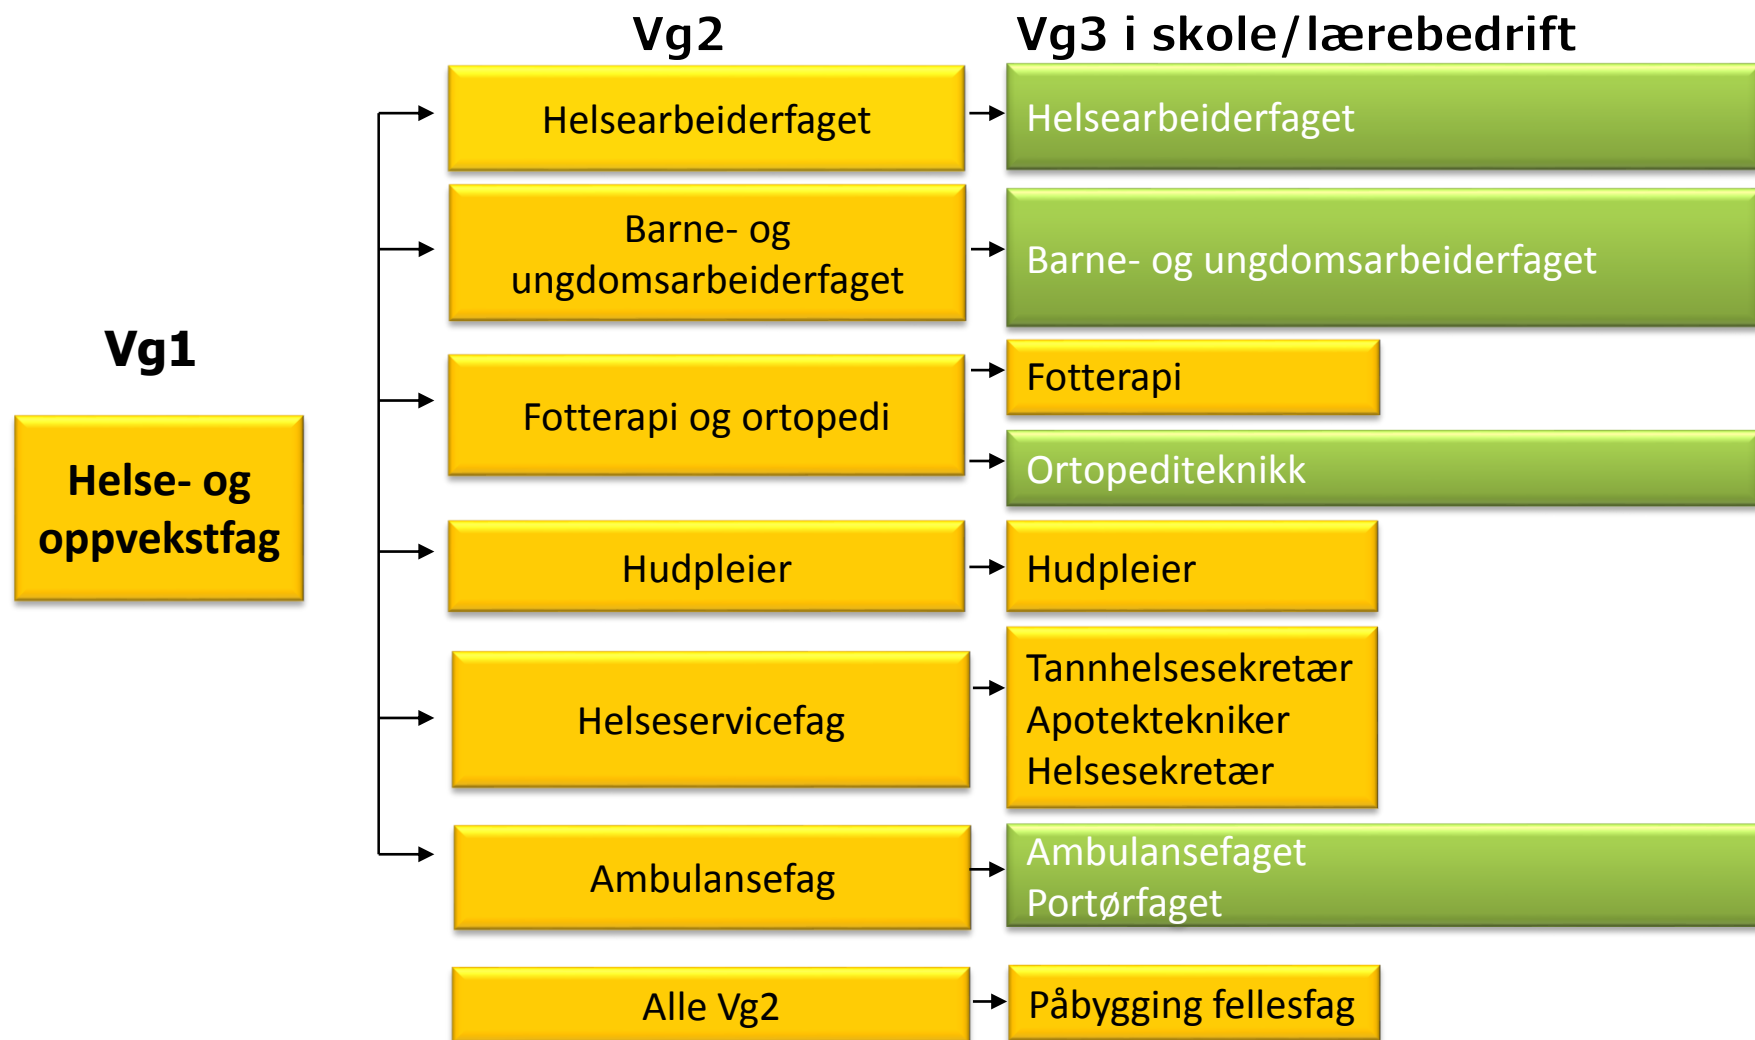 Vg2
Vg3 i skole/lærebedrift
Helsearbeiderfaget
Helsearbeiderfaget
Barne- og
ungdomsarbeiderfaget
Barne- og ungdomsarbeiderfaget
Vg1
Helse- og
oppvekstfag
Fotterapi og ortopedi
Fotterapi
Ortopediteknikk
Hudpleier
Hudpleier
Helseservicefag
Tannhelsesekretær
Apotektekniker
Helsesekretær
Ambulansefag
Ambulansefaget
Portørfaget
Alle Vg2
Påbygging fellesfag